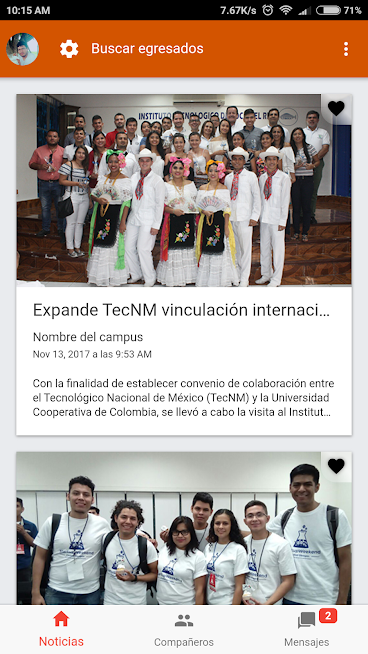 10:15 AM 7.67K/s 71%
Buscar egresados
INSTITUTO TECNOLOGICO DE
Expande TecNM vinculación internaci...
Nombre del campus
Nov 13, 2017 a las 9:53 AM
Con la finalidad de establecer convenio de colaboración entre
el Tecnológico Nacional de México (TecNM) y la Universidad
Cooperativa de Colombia, se llevó a cabo la visita al Institut...
2
Noticias Compañeros Mensajes